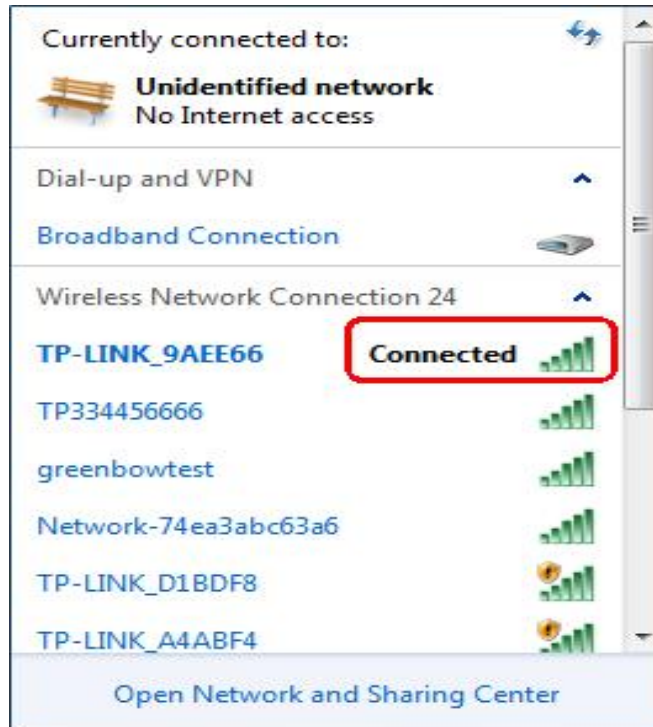 Currently connected to:
Unidentified network
No Internet access
Dial-up and VPN
Broadband Connection
Wireless Network Connection 24
TP-LINK_9AEE66 Connected
TP334456666
greenbowtest
Network-74ea3abc63a6
TP-LINK_D1BDF8
TP-LINK_A4ABF4
Open Network and Sharing Center